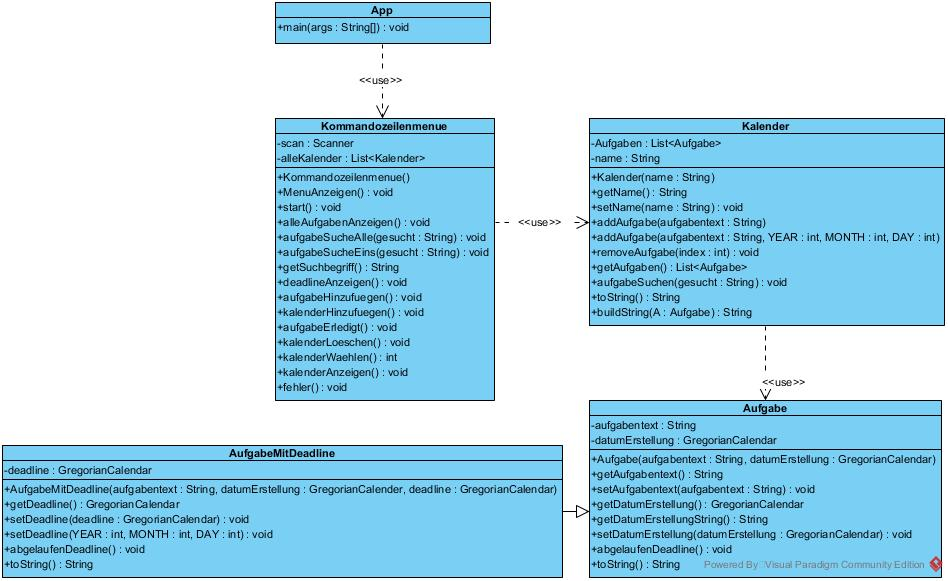 App
+main(args : String[]) : void
<<use>>
Kommandozeilenmenue
-scan : Scanner
-alleKalender : List<Kalender>
+Kommandozeilenmenue()
+MenuAnzeigen() : void
+start() : void
+alleAufgabenAnzeigen() : void
+aufgabeSucheAlle(gesucht : String) : void
+aufgabeSucheEins(gesucht : String) : void
+getSuchbegriff() : String
+deadlineAnzeigen() : void
+aufgabeHinzufuegen() : void
+kalenderHinzufuegen() : void
+aufgabeErledigt() : void
+kalenderLoeschen() : void
+kalenderWaehlen() : int
+kalenderAnzeigen() : void
+fehler() : void
<<use>>
Kalender
-Aufgaben : List<Aufgabe>
-name : String
+Kalender(name : String)
+getName() : String
+setName(name : String) : void
+addAufgabe(aufgabentext : String)
+addAufgabe(aufgabentext : String, YEAR : int, MONTH : int, DAY : int)
+removeAufgabe(index : int) : void
+getAufgaben() : List<Aufgabe>
+aufgabeSuchen(gesucht : String) : void
+toString() : String
+buildString(A : Aufgabe) : String
<<use>>
Aufgabe
-aufgabentext : String
-datumErstellung : GregorianCalendar
+Aufgabe(aufgabentext : String, datumErstellung : GregorianCalendar)
+getAufgabentext() : String
+setAufgabentext(aufgabentext : String) : void
+getDatumErstellung() : GregorianCalendar
+getDatumErstellungString() : String
+setDatumErstellung(datumErstellung : GregorianCalendar) : void
+abgelaufenDeadline() : void
+toString() : String
AufgabeMitDeadline
-deadline : GregorianCalendar
+AufgabeMitDeadline(aufgabentext : String, datumErstellung : GregorianCalender, deadline : GregorianCalendar)
+getDeadline() : GregorianCalendar
+setDeadline(deadline : GregorianCalendar) : void
+setDeadline(YEAR : int, MONTH : int, DAY : int) : void
+abgelaufenDeadline() : void
+toString() : String
Powered By Visual Paradigm Community Edition